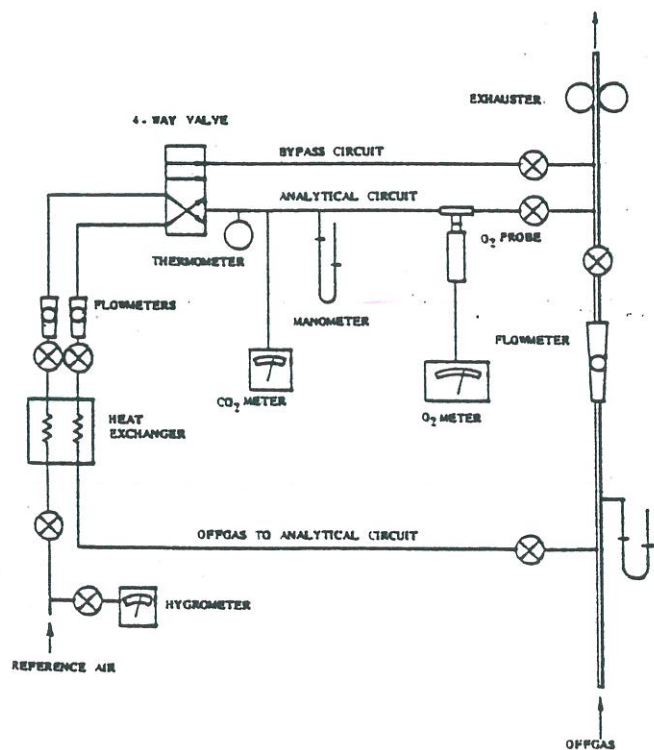 EXHAUSTER
4-WAY VALVE
BYPASS CIRCUIT
ANALYTICAL CIRCUIT
O2 PROBE
THERMOMETER
FLOWMETERS
MANOMETER
FLOWMETER
CO2 METER
O2 METER
HEAT
EXCHANGER
OFFGAS TO ANALYTICAL CIRCUIT
HYGROMETER
REFERENCE AIR
OFFGAS